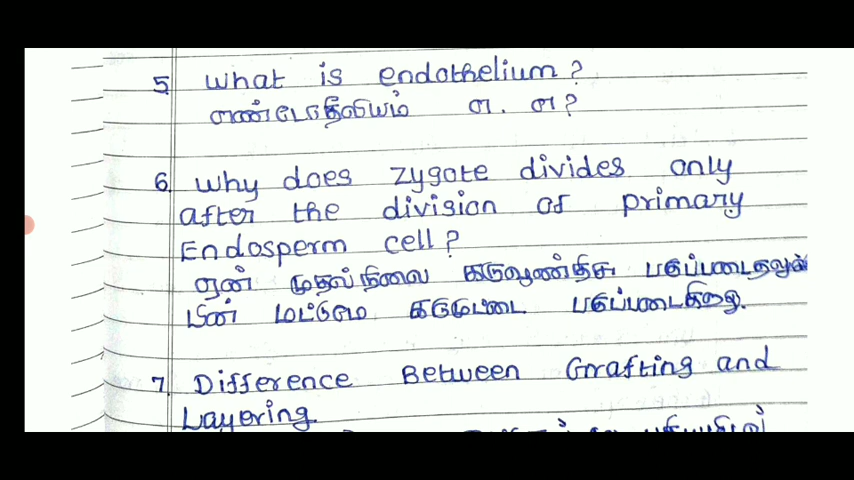 5. What is endothelium?
எண்டோதீலியம் எ. எ?
6. Why does zygote divides only
after the division of primary
Endosperm cell?
ஏன் முதல்நிலை கருவூண்திசு பகுப்படைதலுக்
பின் மட்டுமே கருமுட்டை பகுப்படைகிறது.
7. Difference Between Grafting and
Layering.